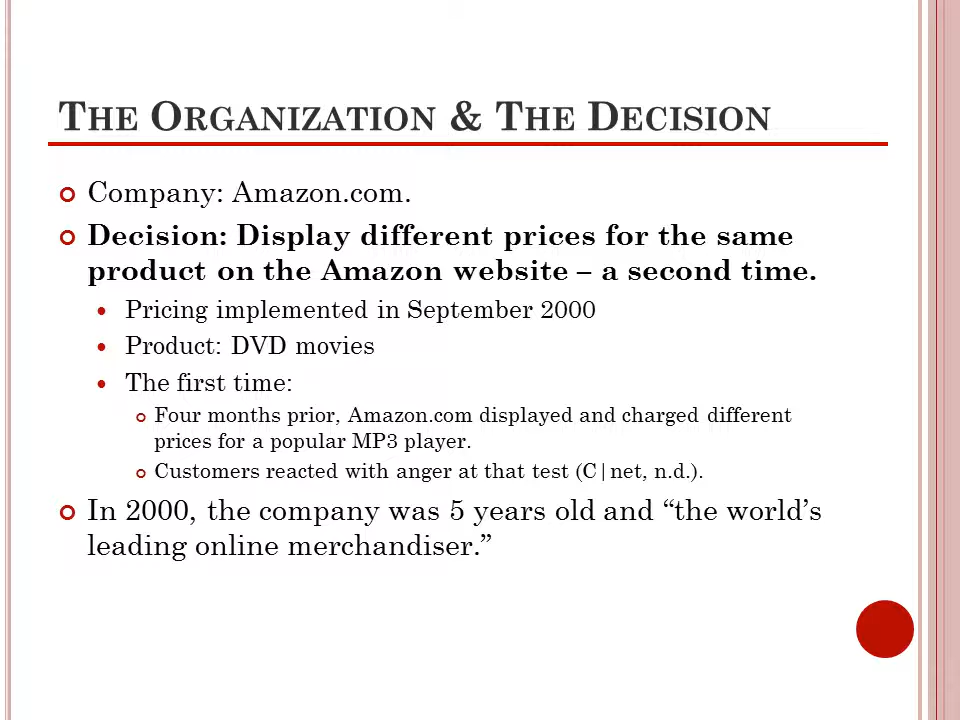 THE ORGANIZATION & THE DECISION
Company: Amazon.com.
Decision: Display different prices for the same
product on the Amazon website – a second time.
Pricing implemented in September 2000
Product: DVD movies
The first time:
Four months prior, Amazon.com displayed and charged different
prices for a popular MP3 player.
Customers reacted with anger at that test (C|net, n.d.).
In 2000, the company was 5 years old and “the world’s
leading online merchandiser.”